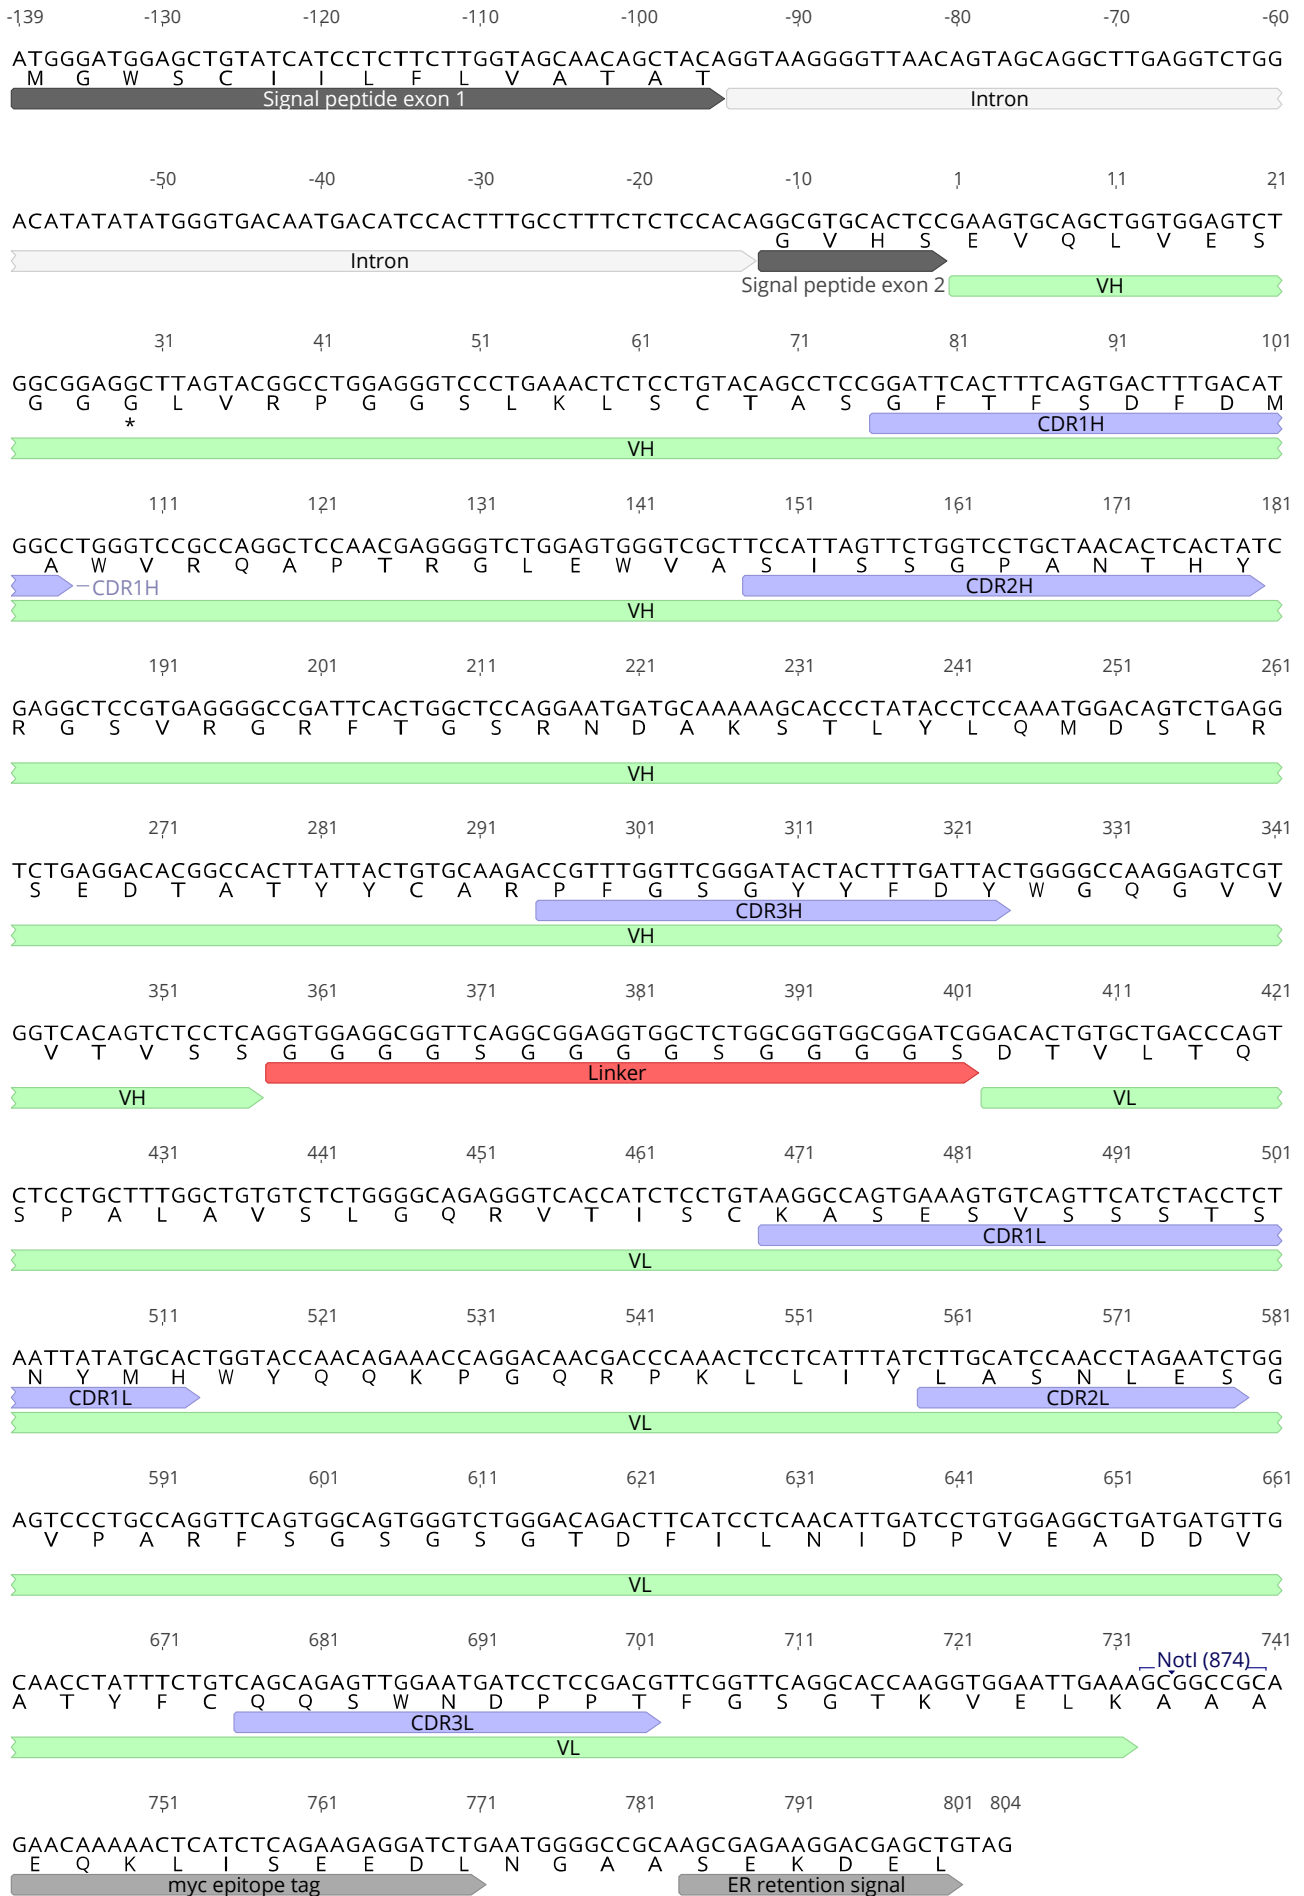 -139 -130 -120 -110 -100 -90 -80 -70 -60
ATGGGATGGAGCTGTATCATCCTCTTCTTGGTAGCAACAGCTACAGGTAAGGGGTTAACAGTAGCAGGCTTGAGGTCTGG
M G W S C I I L F L V A T A T
Signal peptide exon 1 Intron
-50 -40 -30 -20 -10 1 11 21
ACATATATATGGGTGACAATGACATCCACTTTGCCTTTCTCTCCACAGGCGTGCACTCCGAAGTGCAGCTGGTGGAGTCT
G V H S E V Q L V E S
Intron
Signal peptide exon 2 VH
31 41 51 61 71 81 91 101
GGCGGAGGCTTAGTACGGCCTGGAGGGTCCCTGAAACTCTCCTGTACAGCCTCCGGATTCACTTTCAGTGACTTTGACAT
G G G L V R P G G S L K L S C T A S G F T F S D F D M
* CDR1H
VH
111 121 131 141 151 161 171 181
GGCCTGGGTCCGCCAGGCTCCAACGAGGGGTCTGGAGTGGGTCGCTTCCATTAGTTCTGGTCCTGCTAACACTCACTATC
A W V R Q A P T R G L E W V A S I S S G P A N T H Y
CDR1H CDR2H
VH
191 201 211 221 231 241 251 261
GAGGCTCCGTGAGGGGCCGATTCACTGGCTCCAGGAATGATGCAAAAAGCACCCTATACCTCCAAATGGACAGTCTGAGG
R G S V R G R F T G S R N D A K S T L Y L Q M D S L R
VH
271 281 291 301 311 321 331 341
TCTGAGGACACGGCCACTTATTACTGTGCAAGACCGTTTGGTTCGGGATACTACTTTGATTACTGGGGCCAAGGAGTCGT
S E D T A T Y Y C A R P F G S G Y Y F D Y W G Q G V V
CDR3H
VH
351 361 371 381 391 401 411 421
GGTCACAGTCTCCTCAGGTGGAGGCGGTTCAGGCGGAGGTGGCTCTGGCGGTGGCGGATCGGACACTGTGCTGACCCAGT
V T V S S G G G G S G G G G S G G G G S D T V L T Q
Linker
VH VL
431 441 451 461 471 481 491 501
CTCCTGCTTTGGCTGTGTCTCTGGGGCAGAGGGTCACCATCTCCTGTAAGGCCAGTGAAAGTGTCAGTTCATCTACCTCT
S P A L A V S L G Q R V T I S C K A S E S V S S S T S
CDR1L
VL
511 521 531 541 551 561 571 581
AATTATATGCACTGGTACCAACAGAAACCAGGACAACGACCCAAACTCCTCATTTATCTTGCATCCAACCTAGAATCTGG
N Y M H W Y Q Q K P G Q R P K L L I Y L A S N L E S G
CDR1L CDR2L
VL
591 601 611 621 631 641 651 661
AGTCCCTGCCAGGTTCAGTGGCAGTGGGTCTGGGACAGACTTCATCCTCAACATTGATCCTGTGGAGGCTGATGATGTTG
V P A R F S G S G S G T D F I L N I D P V E A D D V
VL
671 681 691 701 711 721 731 NotI (874) 741
CAACCTATTTCTGTCAGCAGAGTTGGAATGATCCTCCGACGTTCGGTTCAGGCACCAAGGTGGAATTGAAAGCGGCCGCA
A T Y F C Q Q S W N D P P T F G S G T K V E L K A A A
CDR3L
VL
751 761 771 781 791 801 804
GAACAAAAACTCATCTCAGAAGAGGATCTGAATGGGGCCGCAAGCGAGAAGGACGAGCTGTAG
E Q K L I S E E D L N G A A S E K D E L
myc epitope tag ER retention signal